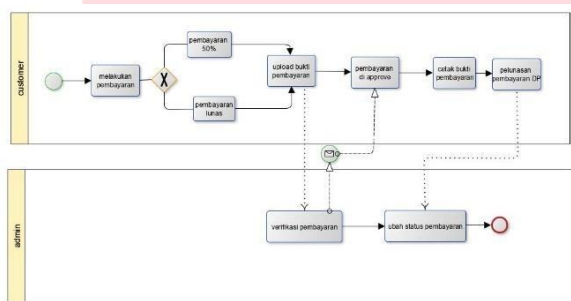 customer
melakukan
pembayaran
pembayaran
50%
pembayaran
lunas
upload bukti
pembayaran
pembayaran
di approve
cetak bukti
pembayaran
pelunasan
pembayaran DP
admin
verifikasi pembayaran
ubah status pembayaran